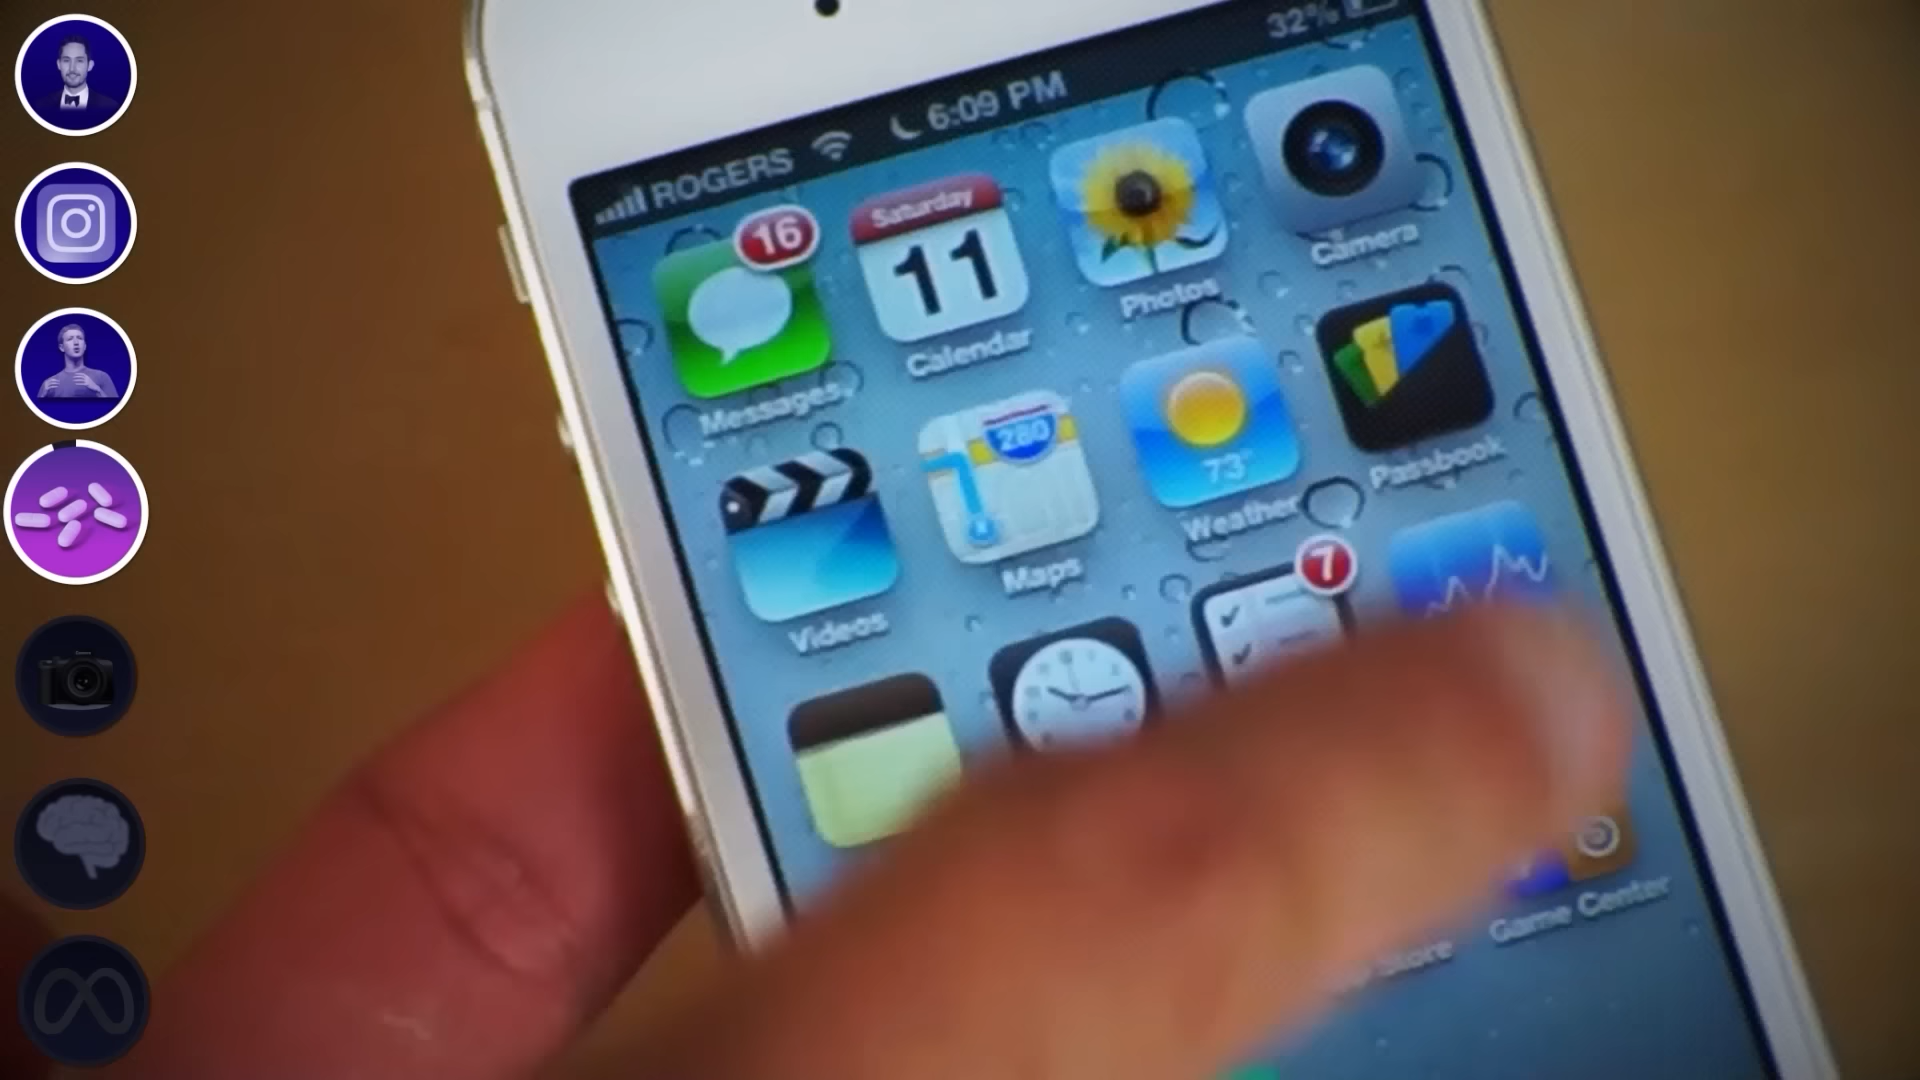 32%
ROGERS 6:09 PM
16
Saturday
11
Messages
Calendar
Photos
Camera
280
73°
Videos
Maps
Weather
Passbook
7
Store
Game Center